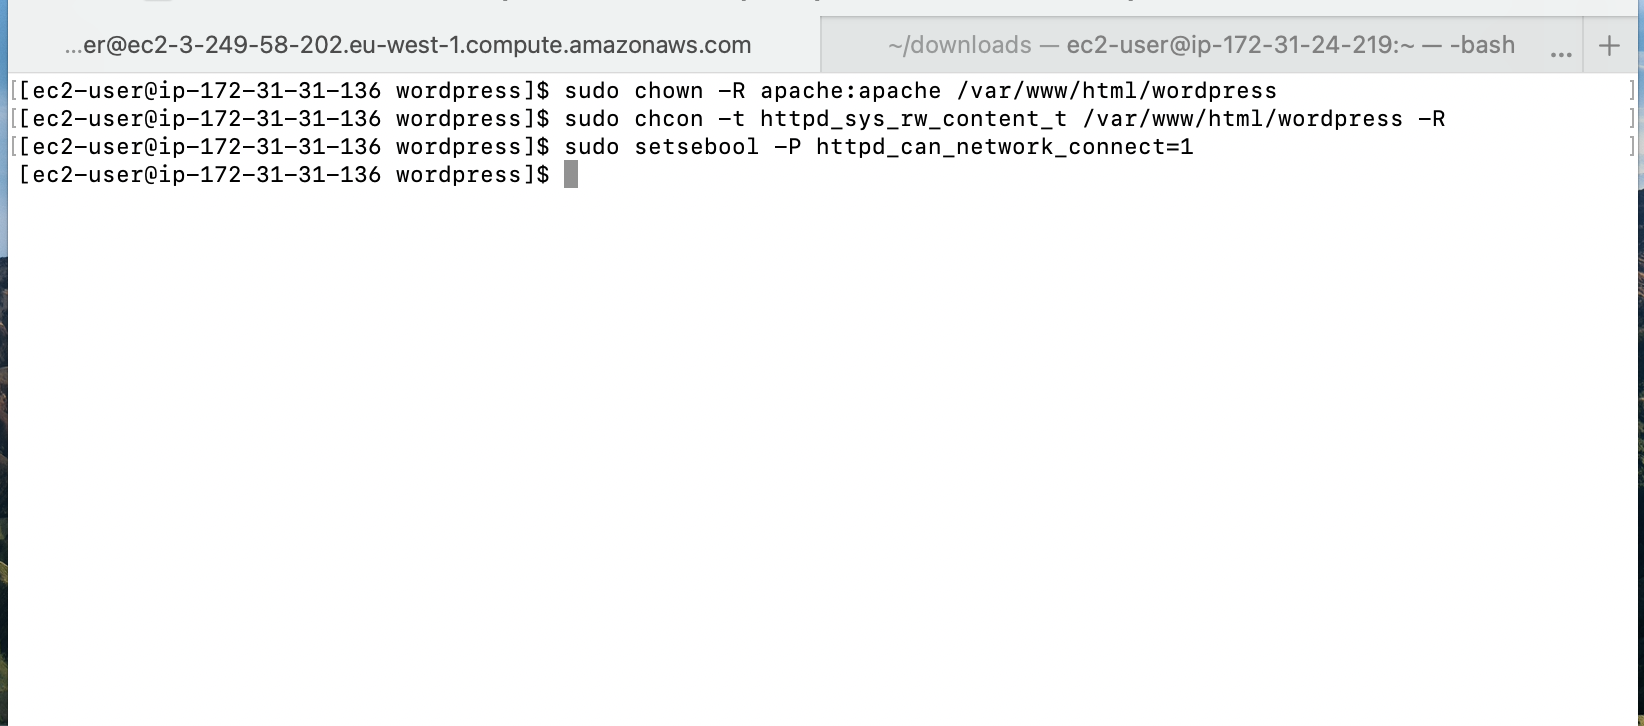 ...er@ec2-3-249-58-202.eu-west-1.compute.amazonaws.com
~/downloads — ec2-user@ip-172-31-24-219:~ — -bash ... +
[[ec2-user@ip-172-31-31-136 wordpress]$ sudo chown -R apache:apache /var/www/html/wordpress ]
[[ec2-user@ip-172-31-31-136 wordpress]$ sudo chcon -t httpd_sys_rw_content_t /var/www/html/wordpress -R ]
[[ec2-user@ip-172-31-31-136 wordpress]$ sudo setsebool -P httpd_can_network_connect=1 ]
[ec2-user@ip-172-31-31-136 wordpress]$